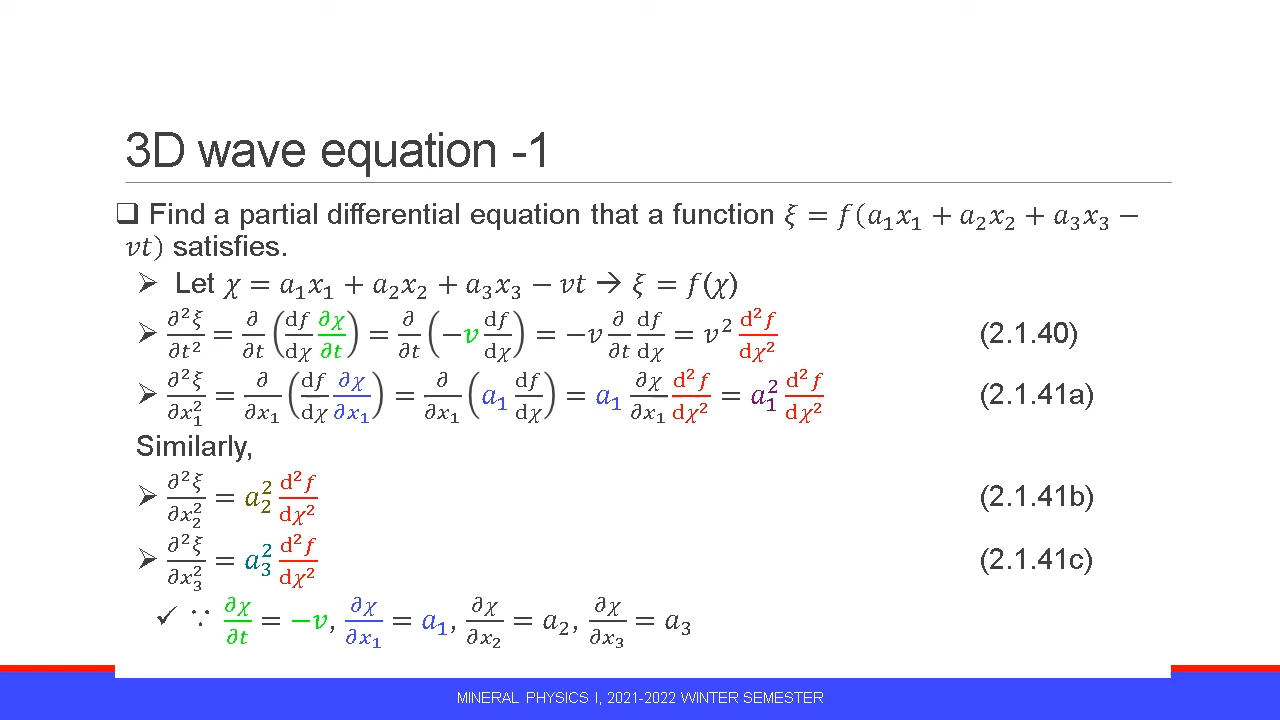 3D wave equation -1
❑ Find a partial differential equation that a function 𝜉 = 𝑓(𝑎₁𝑥₁ + 𝑎₂𝑥₂ + 𝑎₃𝑥₃ −
𝑣𝑡) satisfies.
➢ Let 𝜒 = 𝑎₁𝑥₁ + 𝑎₂𝑥₂ + 𝑎₃𝑥₃ − 𝑣𝑡 → 𝜉 = 𝑓(𝜒)
➢ ∂²𝜉/∂𝑡² = ∂/∂𝑡 (d𝑓/d𝜒 ∂𝜒/∂𝑡) = ∂/∂𝑡 (−𝑣 d𝑓/d𝜒) = −𝑣 ∂/∂𝑡 d𝑓/d𝜒 = 𝑣² d²𝑓/d𝜒² (2.1.40)
➢ ∂²𝜉/∂𝑥₁² = ∂/∂𝑥₁ (d𝑓/d𝜒 ∂𝜒/∂𝑥₁) = ∂/∂𝑥₁ (𝑎₁ d𝑓/d𝜒) = 𝑎₁ ∂𝜒/∂𝑥₁ d²𝑓/d𝜒² = 𝑎₁² d²𝑓/d𝜒² (2.1.41a)
Similarly,
➢ ∂²𝜉/∂𝑥₂² = 𝑎₂² d²𝑓/d𝜒² (2.1.41b)
➢ ∂²𝜉/∂𝑥₃² = 𝑎₃² d²𝑓/d𝜒² (2.1.41c)
✓ ∵ ∂𝜒/∂𝑡 = −𝑣, ∂𝜒/∂𝑥₁ = 𝑎₁, ∂𝜒/∂𝑥₂ = 𝑎₂, ∂𝜒/∂𝑥₃ = 𝑎₃
MINERAL PHYSICS I, 2021-2022 WINTER SEMESTER